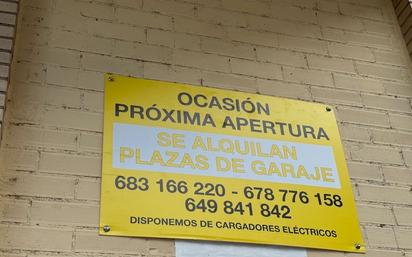 OCASIÓN
PRÓXIMA APERTURA
SE ALQUILAN
PLAZAS DE GARAJE
683 166 220 - 678 776 158
649 841 842
DISPONEMOS DE CARGADORES ELÉCTRICOS